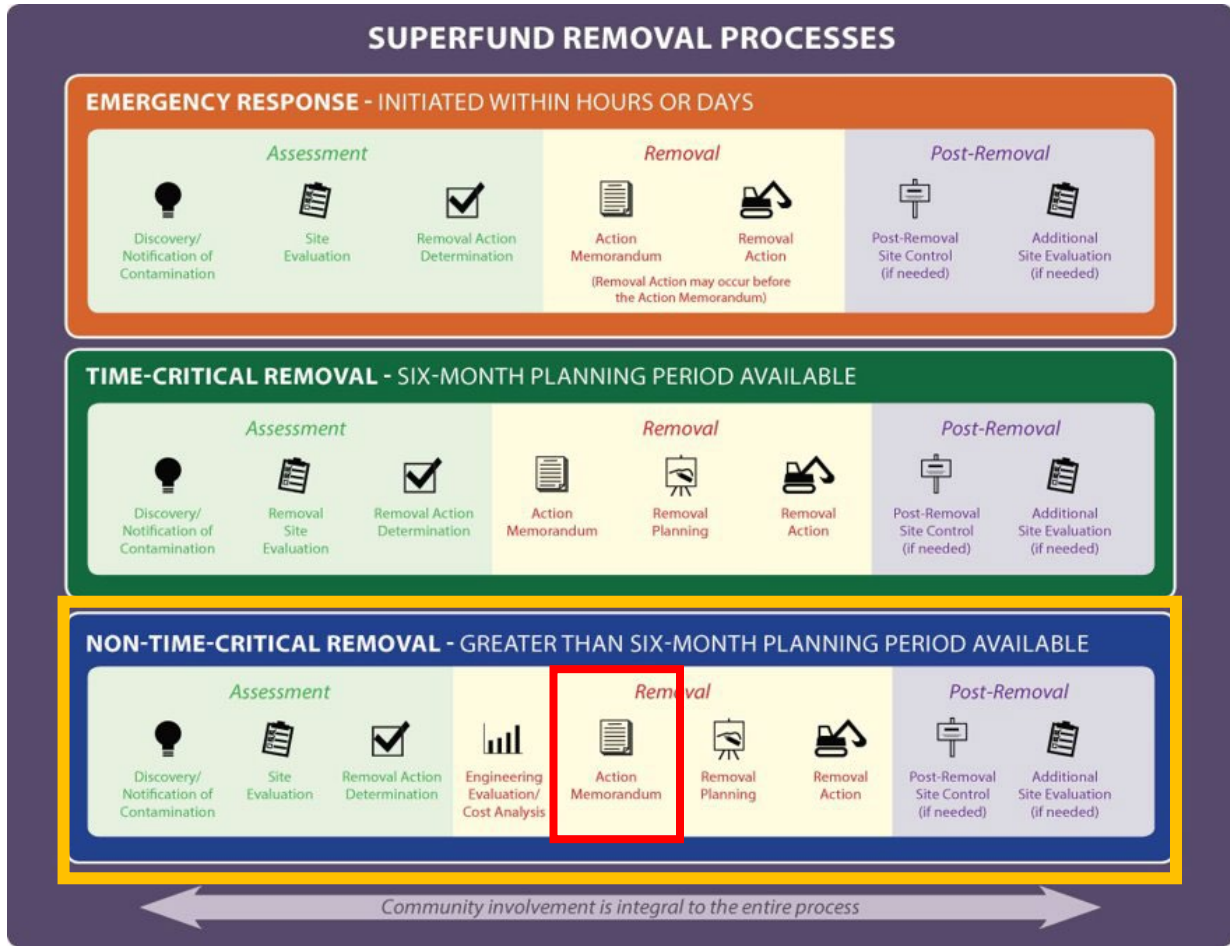 SUPERFUND REMOVAL PROCESSES
EMERGENCY RESPONSE - INITIATED WITHIN HOURS OR DAYS
Assessment
Removal
Post-Removal
Discovery/
Notification of
Contamination
Site
Evaluation
Removal Action
Determination
Action
Memorandum
Removal
Action
(Removal Action may occur before
the Action Memorandum)
Post-Removal
Site Control
(if needed)
Additional
Site Evaluation
(if needed)
TIME-CRITICAL REMOVAL - SIX-MONTH PLANNING PERIOD AVAILABLE
Assessment
Removal
Post-Removal
Discovery/
Notification of
Contamination
Removal
Site
Evaluation
Removal Action
Determination
Action
Memorandum
Removal
Planning
Removal
Action
Post-Removal
Site Control
(if needed)
Additional
Site Evaluation
(if needed)
NON-TIME-CRITICAL REMOVAL - GREATER THAN SIX-MONTH PLANNING PERIOD AVAILABLE
Assessment
Removal
Post-Removal
Discovery/
Notification of
Contamination
Site
Evaluation
Removal Action
Determination
Engineering
Evaluation/
Cost Analysis
Action
Memorandum
Removal
Planning
Removal
Action
Post-Removal
Site Control
(if needed)
Additional
Site Evaluation
(if needed)
Community involvement is integral to the entire process